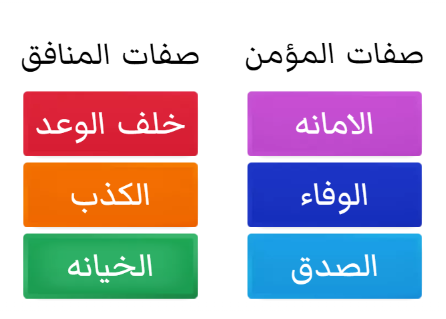 صفات المؤمن
الامانه
الوفاء
الصدق
صفات المنافق
خلف الوعد
الكذب
الخيانه